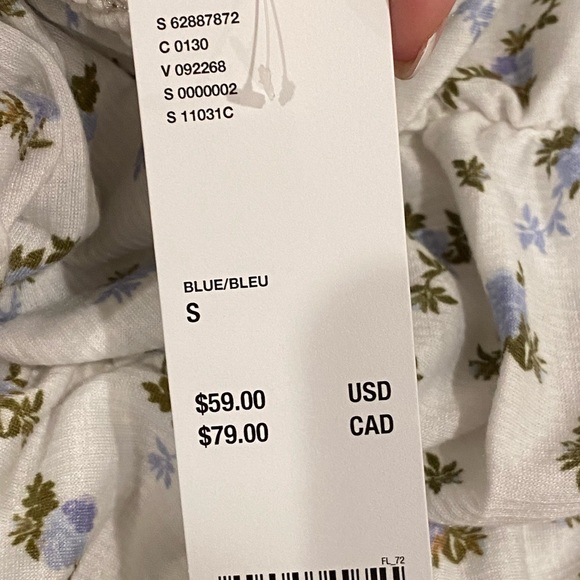 S 62887872
C 0130
V 092268
S 0000002
S 11031C
BLUE/BLEU
S
$59.00 USD
$79.00 CAD
FL_72